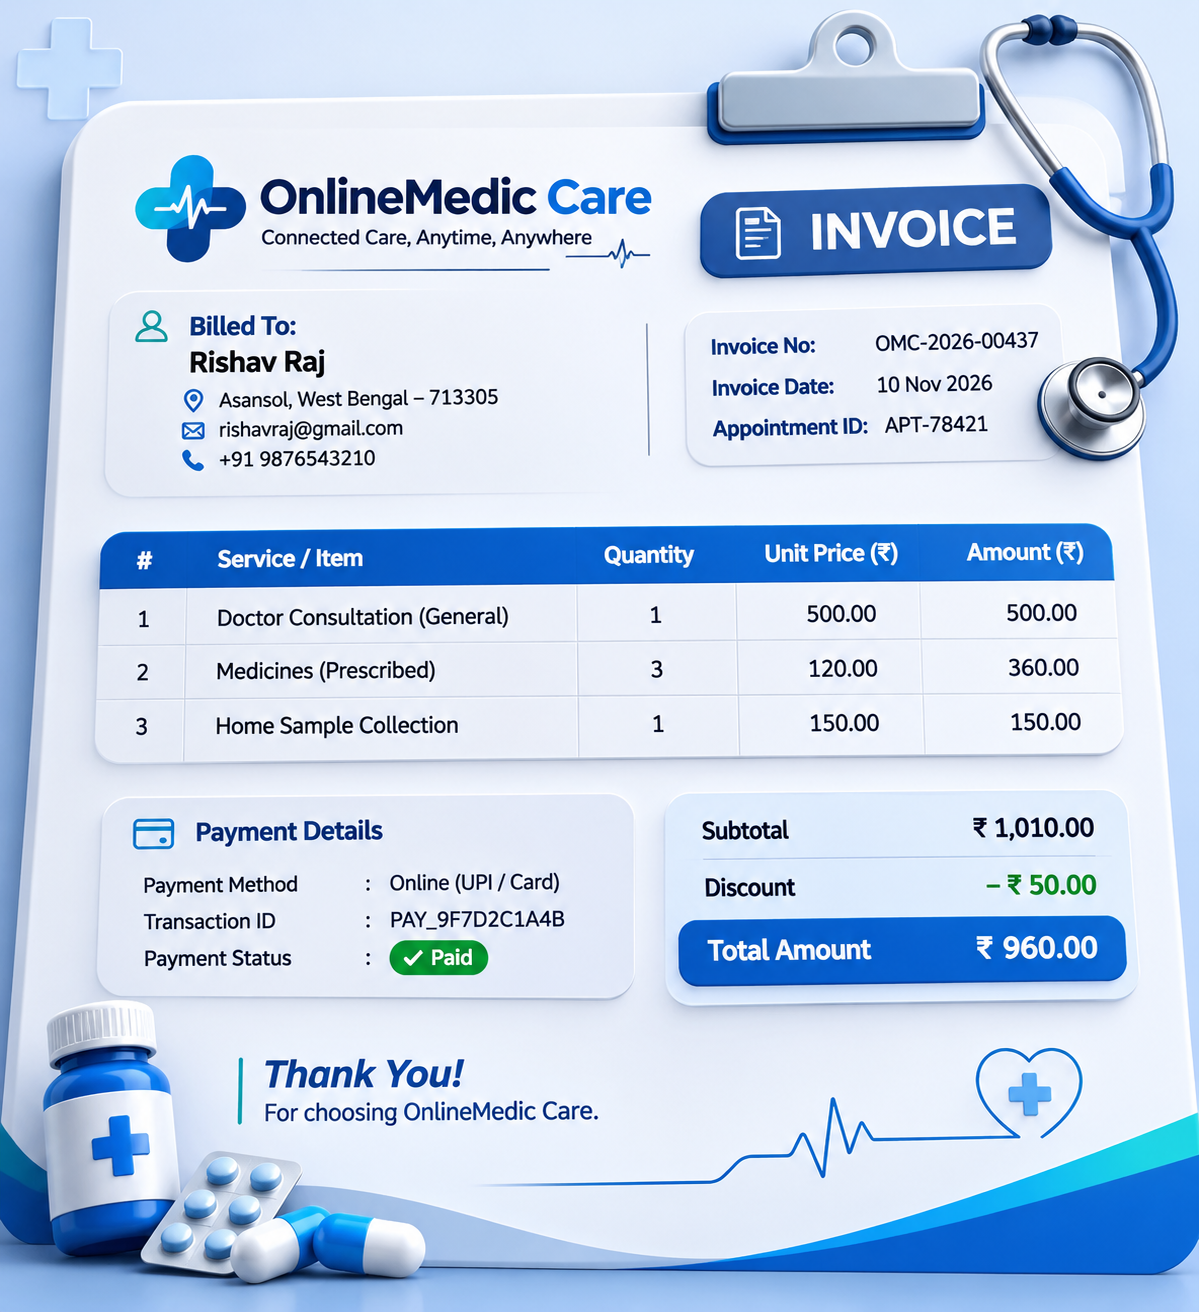 OnlineMedic Care
Connected Care, Anytime, Anywhere
INVOICE
Billed To:
Rishav Raj
Asansol, West Bengal – 713305
rishavraj@gmail.com
+91 9876543210
Invoice No: OMC-2026-00437
Invoice Date: 10 Nov 2026
Appointment ID: APT-78421
# Service / Item Quantity Unit Price (₹) Amount (₹)
1 Doctor Consultation (General) 1 500.00 500.00
2 Medicines (Prescribed) 3 120.00 360.00
3 Home Sample Collection 1 150.00 150.00
Payment Details
Payment Method : Online (UPI / Card)
Transaction ID : PAY_9F7D2C1A4B
Payment Status : Paid
Subtotal ₹ 1,010.00
Discount – ₹ 50.00
Total Amount ₹ 960.00
Thank You!
For choosing OnlineMedic Care.